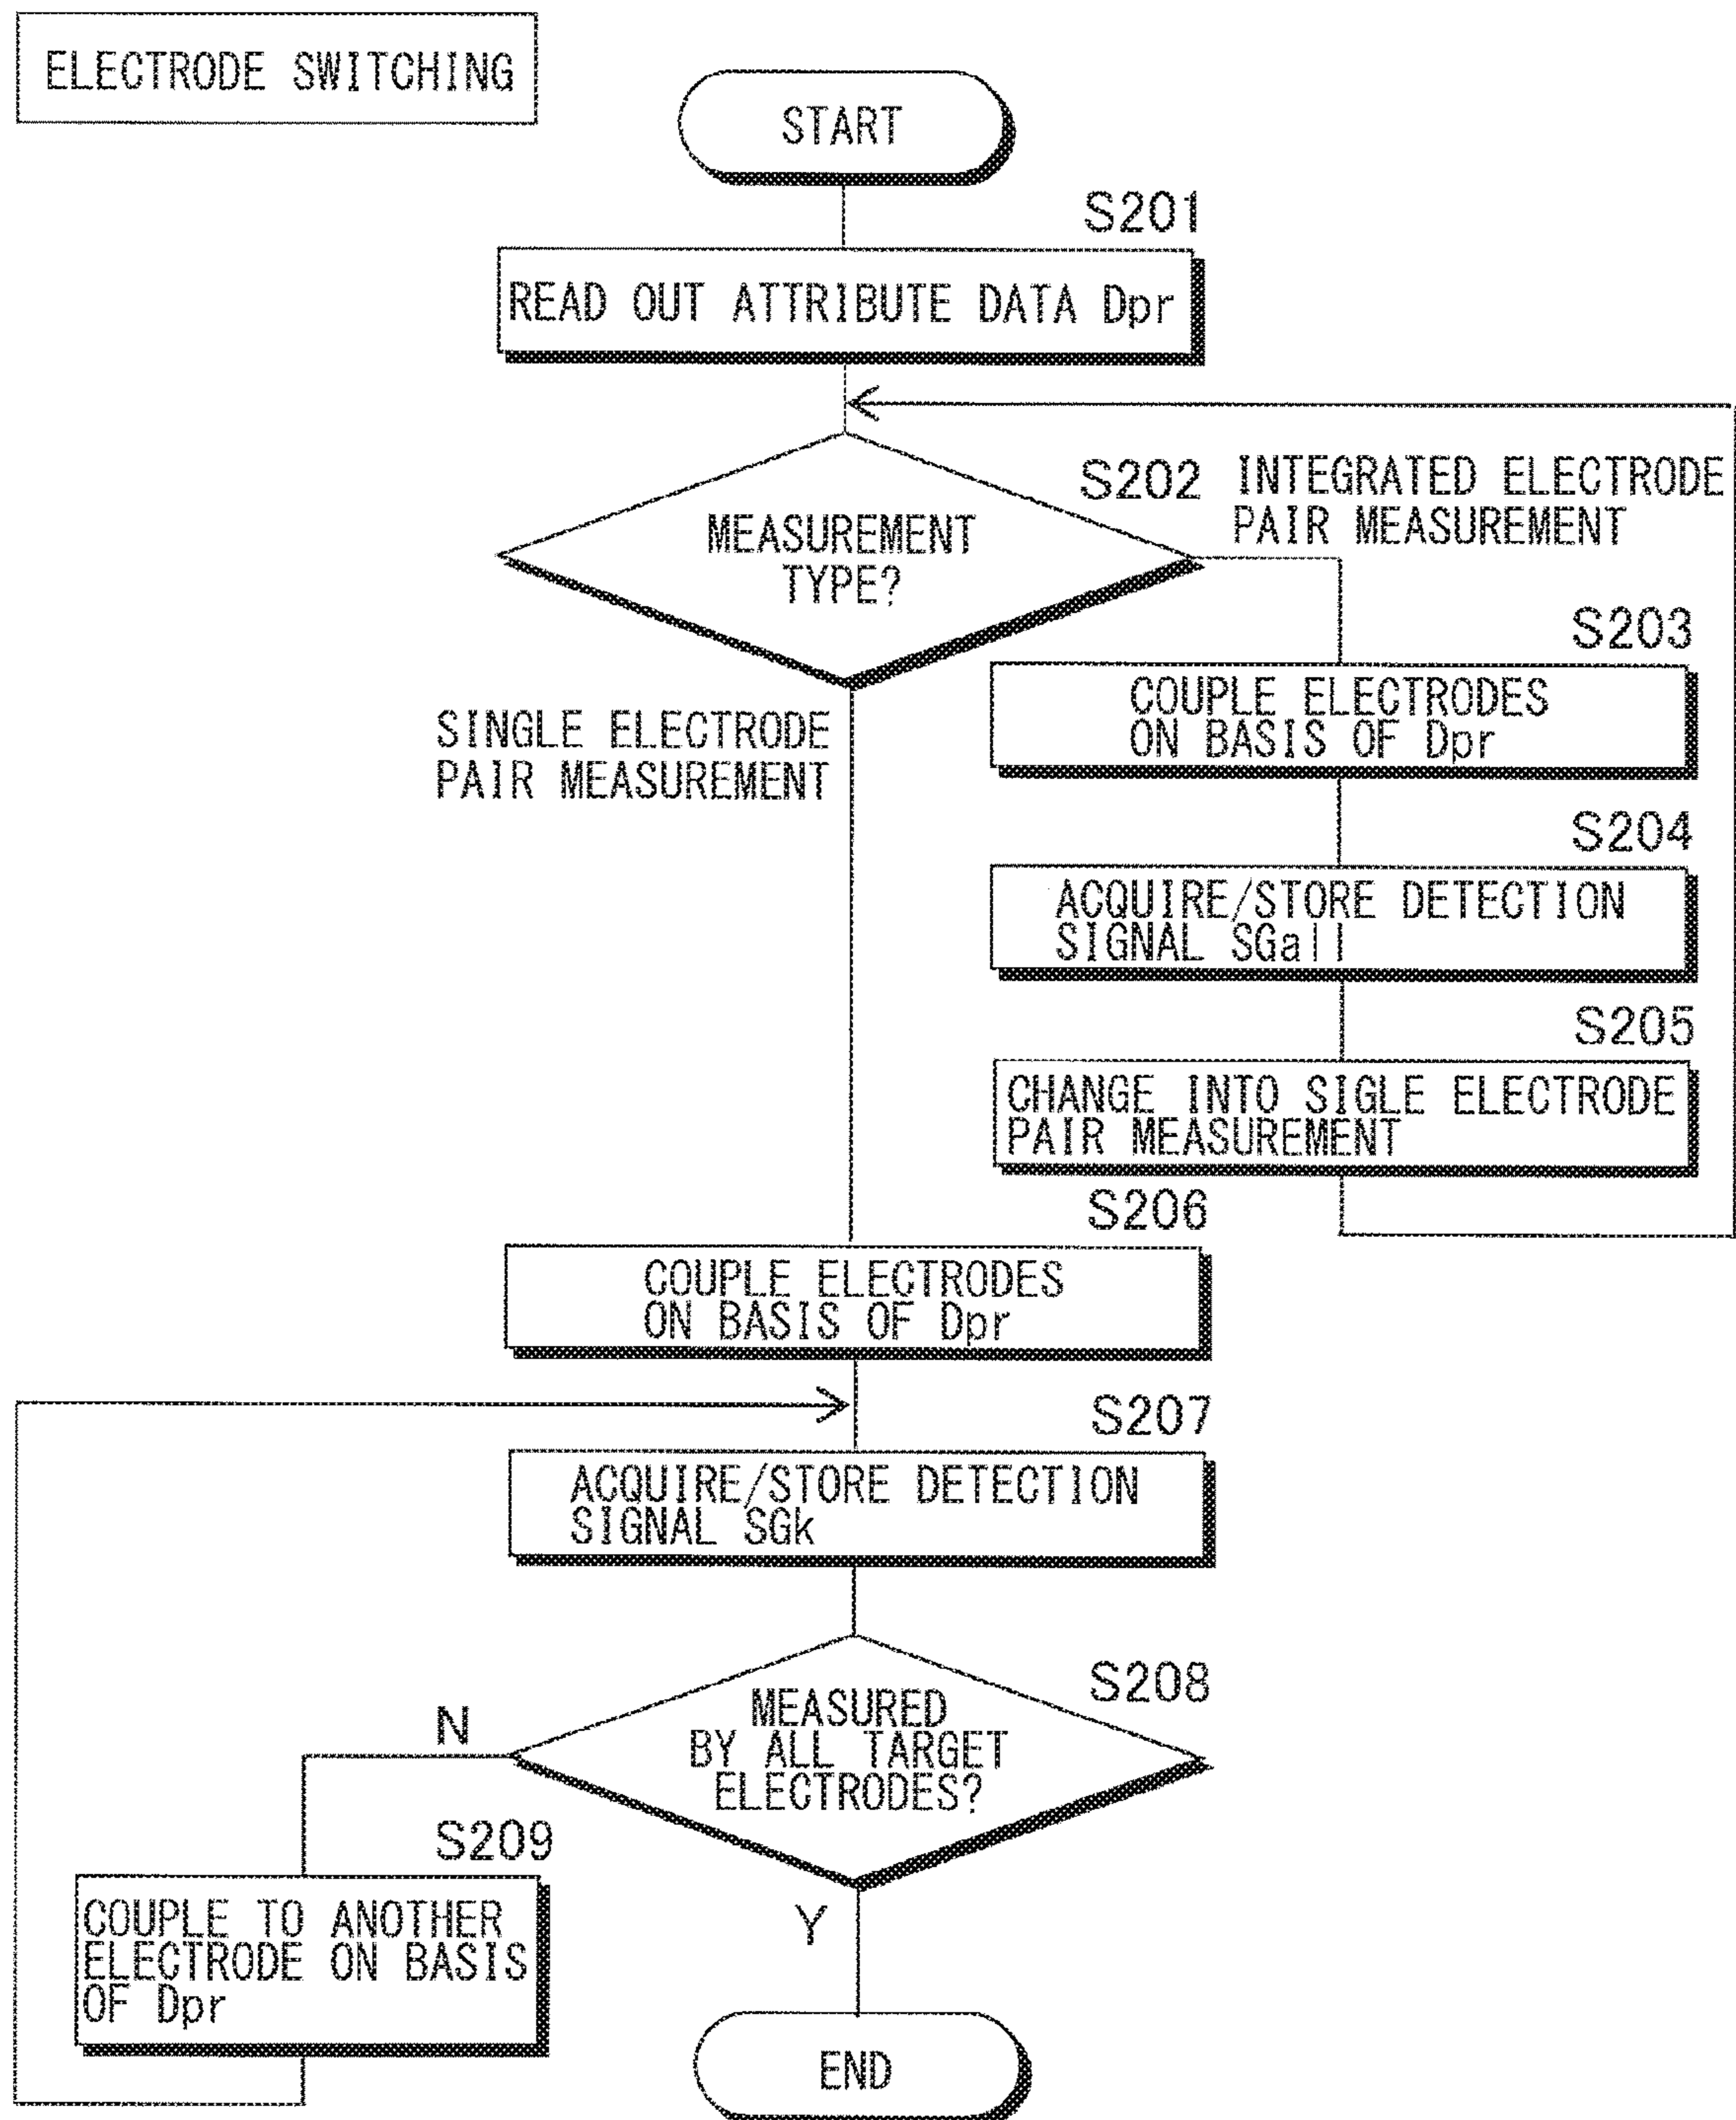 ELECTRODE SWITCHING
START
S201
READ OUT ATTRIBUTE DATA Dpr
S202
MEASUREMENT
TYPE?
INTEGRATED ELECTRODE
PAIR MEASUREMENT
SINGLE ELECTRODE
PAIR MEASUREMENT
S203
COUPLE ELECTRODES
ON BASIS OF Dpr
S204
ACQUIRE/STORE DETECTION
SIGNAL SGall
S205
CHANGE INTO SIGLE ELECTRODE
PAIR MEASUREMENT
S206
COUPLE ELECTRODES
ON BASIS OF Dpr
S207
ACQUIRE/STORE DETECTION
SIGNAL SGk
S208
MEASURED
BY ALL TARGET
ELECTRODES?
N
S209
COUPLE TO ANOTHER
ELECTRODE ON BASIS
OF Dpr
Y
END